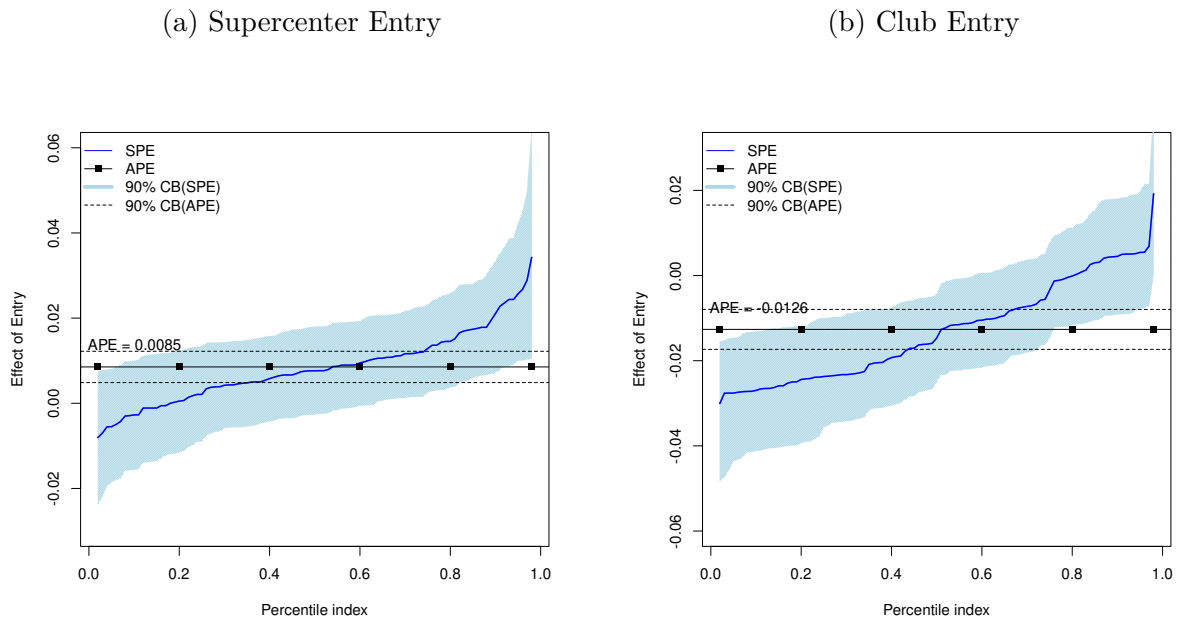 (a) Supercenter Entry
SPE
APE
90% CB(SPE)
90% CB(APE)
APE = 0.0085
Effect of Entry
0.06
0.04
0.02
0.00
-0.02
0.0 0.2 0.4 0.6 0.8 1.0
Percentile index
(b) Club Entry
SPE
APE
90% CB(SPE)
90% CB(APE)
APE = -0.0126
Effect of Entry
0.02
0.00
-0.02
-0.04
-0.06
0.0 0.2 0.4 0.6 0.8 1.0
Percentile index